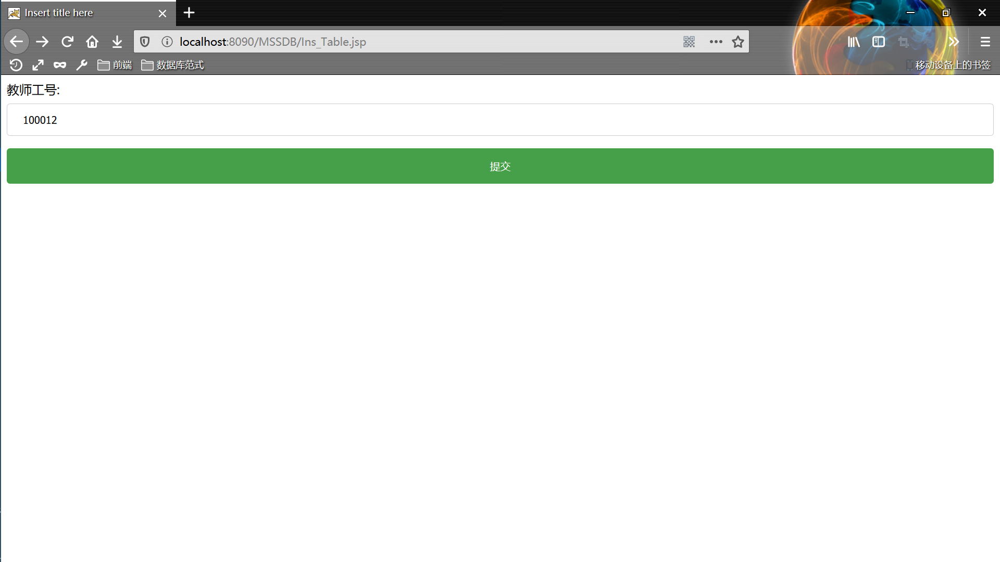 Insert title here
localhost:8090/MSSDB/Ins_Table.jsp
前端 数据库范式 移动设备上的书签
教师工号:
100012
提交